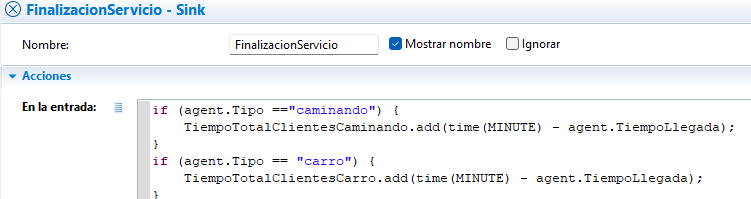 FinalizacionServicio - Sink
Nombre: FinalizacionServicio Mostrar nombre Ignorar
Acciones
En la entrada: if (agent.Tipo =="caminando") {
TiempoTotalClientesCaminando.add(time(MINUTE) - agent.TiempoLlegada);
}
if (agent.Tipo == "carro") {
TiempoTotalClientesCarro.add(time(MINUTE) - agent.TiempoLlegada);
}